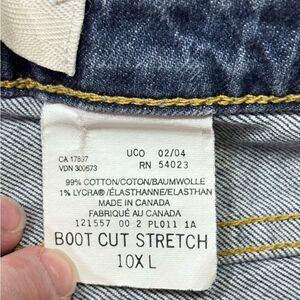 UCO 02/04
CA 17897 RN 54023
VDN 300573
99% COTTON/COTON/BAUMWOLLE
1% LYCRA®/ÉLASTHANNE/ELASTHAN
MADE IN CANADA
FABRIQUÉ AU CANADA
121557 00 2 PL011 1A
BOOT CUT STRETCH
10X L